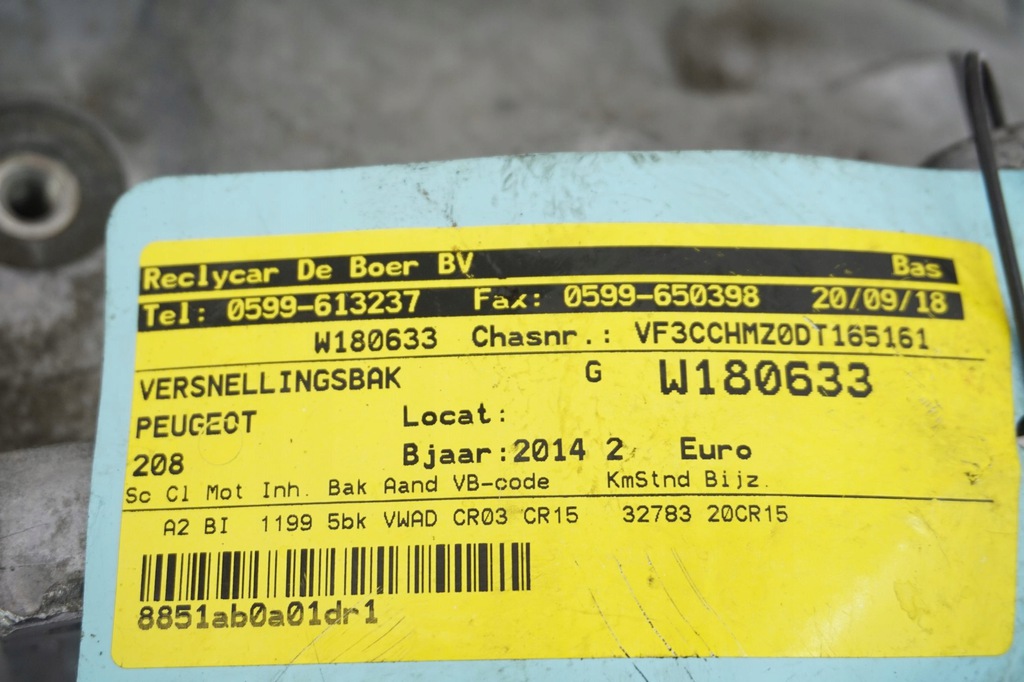 Reclycar De Boer BV Bas
Tel: 0599-613237 Fax: 0599-650398 20/09/18
W180633 Chasnr.: VF3CCHMZ0DT165161
VERSNELLINGSBAK G W180633
PEUGEOT Locat:
208 Bjaar:2014 2 Euro
Sc Cl Mot Inh. Bak Aand VB-code KmStnd Bijz.
A2 BI 1199 5bk VWAD CR03 CR15 32783 20CR15
8851ab0a01dr1